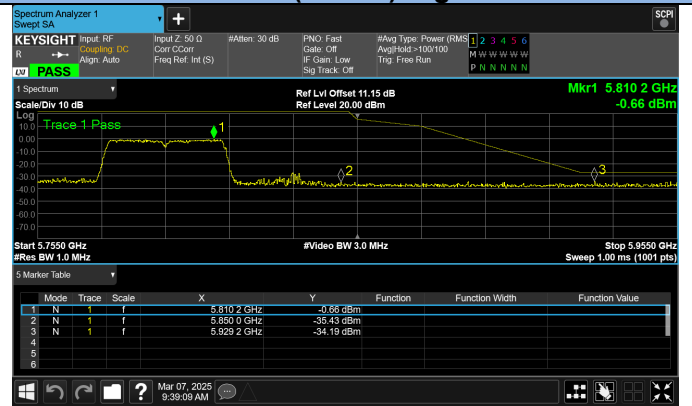 Spectrum Analyzer 1
Swept SA
+
SCPI
KEYSIGHT
R
LXI PASS
Input: RF
Coupling: DC
Align: Auto
Input Z: 50 Ω
Corr CCorr
Freq Ref: Int (S)
#Atten: 30 dB
PNO: Fast
Gate: Off
IF Gain: Low
Sig Track: Off
#Avg Type: Power (RMS
Avg|Hold:>100/100
Trig: Free Run
1 2 3 4 5 6
M W W W W W
P N N N N N
1 Spectrum
Scale/Div 10 dB
Ref Lvl Offset 11.15 dB
Ref Level 20.00 dBm
Mkr1 5.810 2 GHz
-0.66 dBm
Log
Trace 1 Pass
10.0
0.00
-10.0
-20.0
-30.0
-40.0
-50.0
-60.0
-70.0
1
2
3
Start 5.7550 GHz
#Res BW 1.0 MHz
#Video BW 3.0 MHz
Stop 5.9550 GHz
Sweep 1.00 ms (1001 pts)
5 Marker Table
Mode Trace Scale X Y Function Function Width Function Value
1 N 1 f 5.810 2 GHz -0.66 dBm
2 N 1 f 5.850 0 GHz -35.43 dBm
3 N 1 f 5.929 2 GHz -34.19 dBm
4
5
6
?
Mar 07, 2025
9:39:09 AM